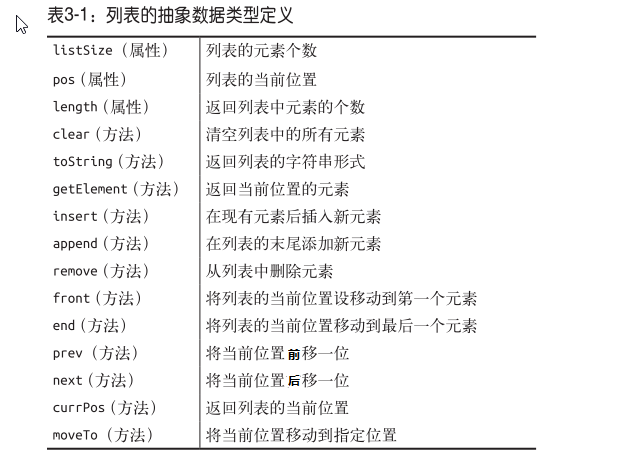 表3-1：列表的抽象数据类型定义
listSize（属性） 列表的元素个数
pos（属性） 列表的当前位置
length（属性） 返回列表中元素的个数
clear（方法） 清空列表中的所有元素
toString（方法） 返回列表的字符串形式
getElement（方法） 返回当前位置的元素
insert（方法） 在现有元素后插入新元素
append（方法） 在列表的末尾添加新元素
remove（方法） 从列表中删除元素
front（方法） 将列表的当前位置设移动到第一个元素
end（方法） 将列表的当前位置移动到最后一个元素
prev（方法） 将当前位置前移一位
next（方法） 将当前位置后移一位
currPos（方法） 返回列表的当前位置
moveTo（方法） 将当前位置移动到指定位置